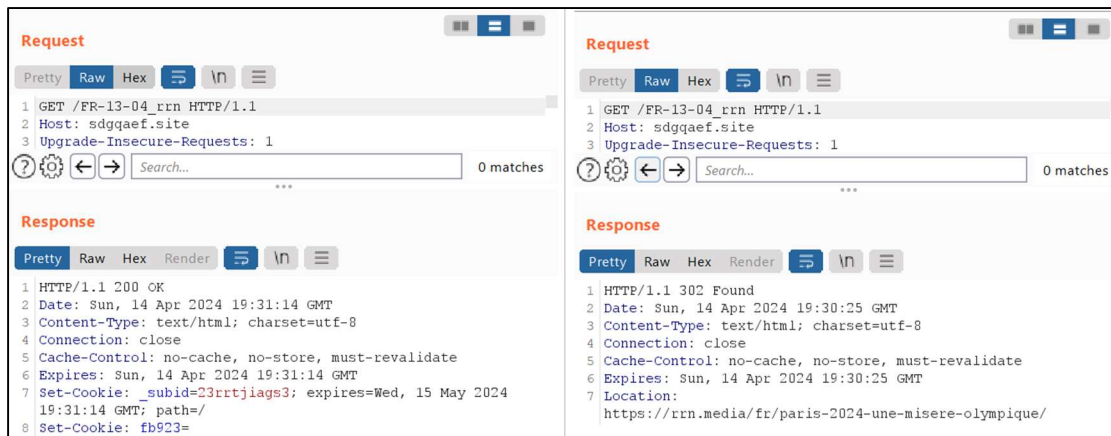 Request
Pretty Raw Hex \n
1 GET /FR-13-04_rrn HTTP/1.1
2 Host: sdgqaef.site
3 Upgrade-Insecure-Requests: 1
Search... 0 matches
Response
Pretty Raw Hex Render \n
1 HTTP/1.1 200 OK
2 Date: Sun, 14 Apr 2024 19:31:14 GMT
3 Content-Type: text/html; charset=utf-8
4 Connection: close
5 Cache-Control: no-cache, no-store, must-revalidate
6 Expires: Sun, 14 Apr 2024 19:31:14 GMT
7 Set-Cookie: _subid=23rrtjiags3; expires=Wed, 15 May 2024
19:31:14 GMT; path=/
8 Set-Cookie: fb923=
Request
Pretty Raw Hex \n
1 GET /FR-13-04_rrn HTTP/1.1
2 Host: sdgqaef.site
3 Upgrade-Insecure-Requests: 1
Search... 0 matches
Response
Pretty Raw Hex Render \n
1 HTTP/1.1 302 Found
2 Date: Sun, 14 Apr 2024 19:30:25 GMT
3 Content-Type: text/html; charset=utf-8
4 Connection: close
5 Cache-Control: no-cache, no-store, must-revalidate
6 Expires: Sun, 14 Apr 2024 19:30:25 GMT
7 Location:
https://rrn.media/fr/paris-2024-une-misere-olympique/